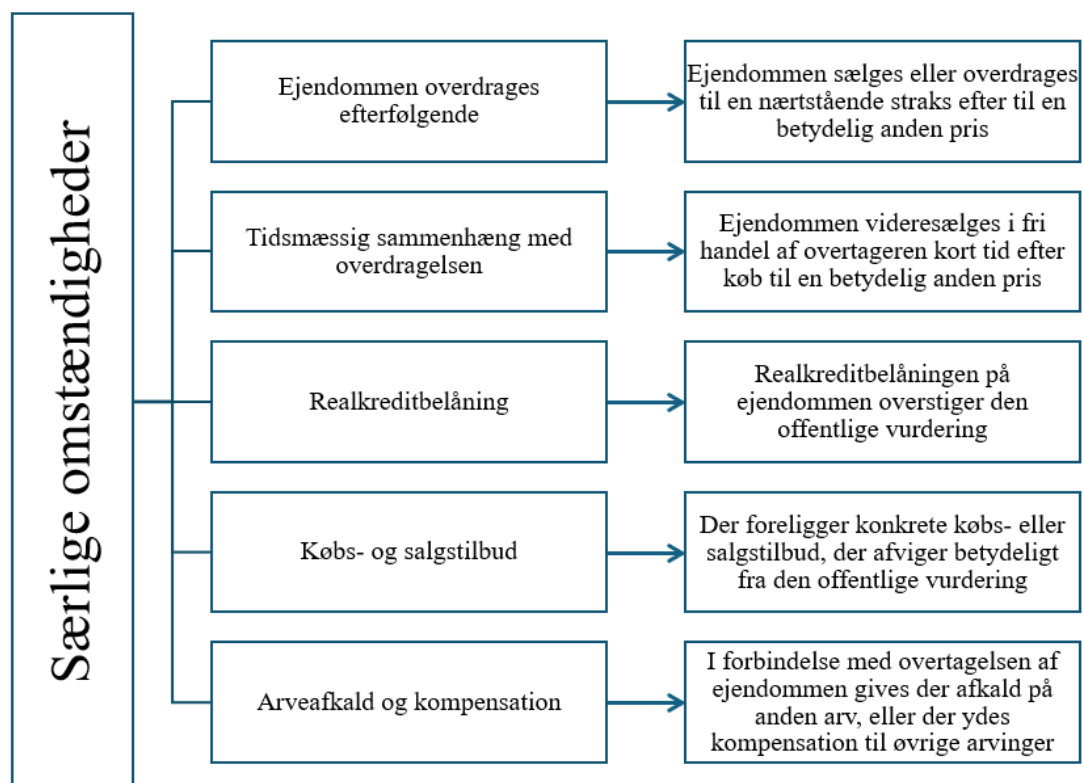 Særlige omstændigheder
Ejendommen overdrages
efterfølgende
Ejendommen sælges eller overdrages
til en nærtstående straks efter til en
betydelig anden pris
Tidsmæssig sammenhæng med
overdragelsen
Ejendommen videresælges i fri
handel af overtageren kort tid efter
køb til en betydelig anden pris
Realkreditbelåning
Realkreditbelåningen på
ejendommen overstiger den
offentlige vurdering
Købs- og salgstilbud
Der foreligger konkrete købs- eller
salgstilbud, der afviger betydeligt
fra den offentlige vurdering
Arveafkald og kompensation
I forbindelse med overtagelsen af
ejendommen gives der afkald på
anden arv, eller der ydes
kompensation til øvrige arvinger